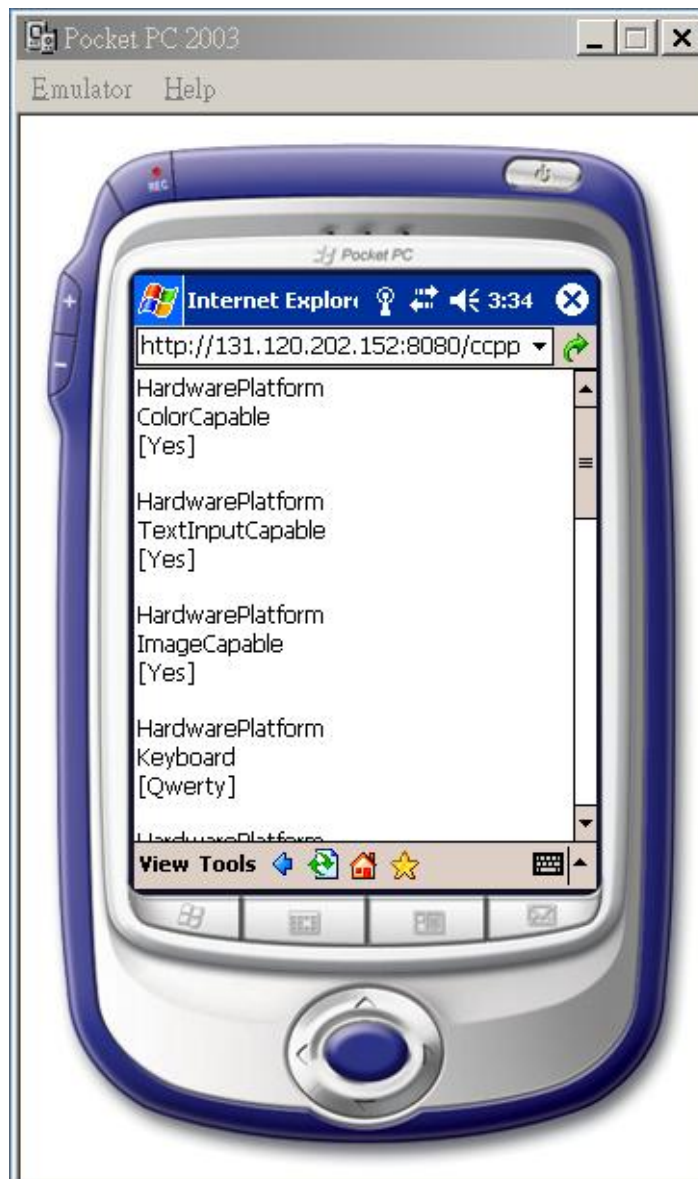 Pocket PC 2003
Emulator Help
REC
Pocket PC
Internet Explor 3:34
http://131.120.202.152:8080/ccpp
HardwarePlatform
ColorCapable
[Yes]
HardwarePlatform
TextInputCapable
[Yes]
HardwarePlatform
ImageCapable
[Yes]
HardwarePlatform
Keyboard
[Qwerty]
HardwarePlatform
View Tools